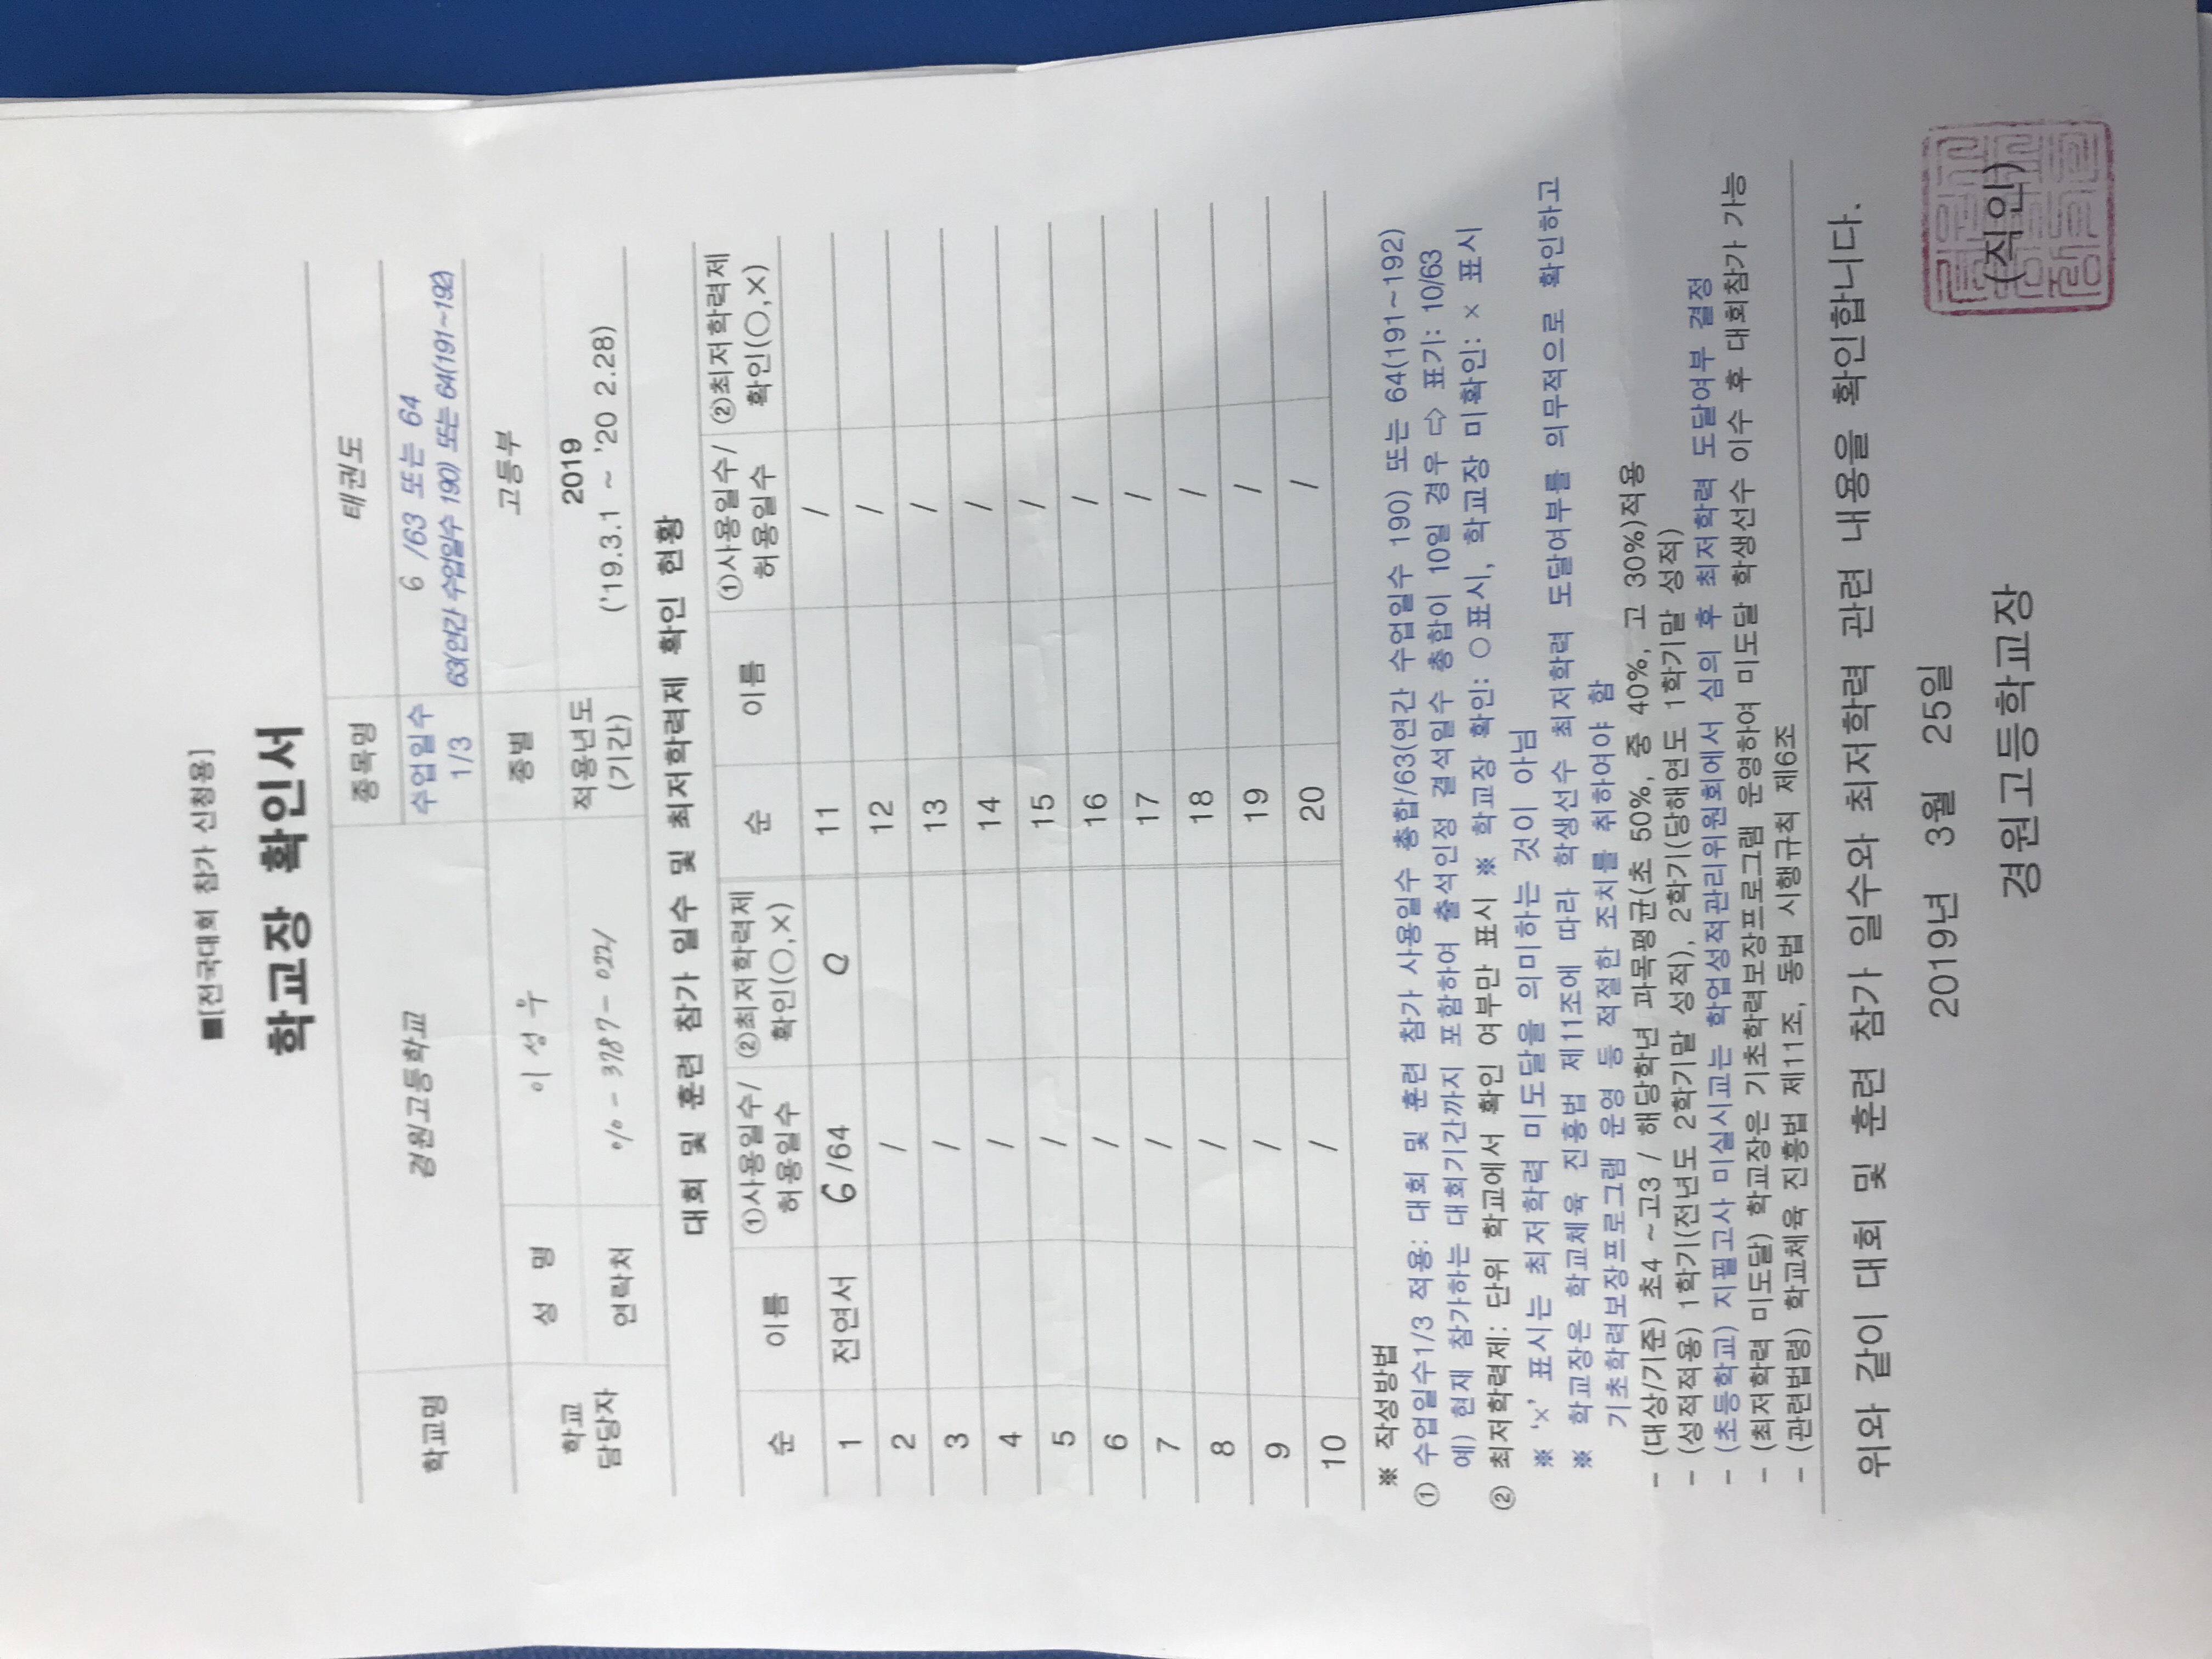 ■[전국대회 참가 신청용]
학교장 확인서
학교명 경원고등학교 종목명 태권도
수업일수 1/3 6 /63 또는 64
63(연간 수업일수 190) 또는 64(191~192)
학교 담당자 성 명 이성우 종별 고등부
연락처 010-3787-0221 적용년도 (기간) 2019
('19.3.1 ~ '20 2.28)
대회 및 훈련 참가 일수 및 최저학력제 확인 현황
순 이름 ①사용일수/허용일수 ②최저학력제 확인(○,×) 순 이름 ①사용일수/허용일수 ②최저학력제 확인(○,×)
1 전연서 6/64 O 11 /
2 / 12 /
3 / 13 /
4 / 14 /
5 / 15 /
6 / 16 /
7 / 17 /
8 / 18 /
9 / 19 /
10 / 20 /
※ 작성방법
① 수업일수1/3 적용: 대회 및 훈련 참가 사용일수 총합/63(연간 수업일수 190) 또는 64(191~192)
예) 현재 참가하는 대회기간까지 포함하여 출석인정 결석일수 총합이 10일 경우 ⇨ 표기: 10/63
② 최저학력제: 단위 학교에서 확인 여부만 표시 ※ 학교장 확인: ○표시, 학교장 미확인: × 표시
※ ‘×’ 표시는 최저학력 미도달을 의미하는 것이 아님
※ 학교장은 학교체육 진흥법 제11조에 따라 학생선수 최저학력 도달여부를 의무적으로 확인하고
기초학력보장프로그램 운영 등 적절한 조치를 취하여야 함
- (대상/기준) 초4 ~고3 / 해당학년 과목평균(초 50%, 중 40%, 고 30%)적용
- (성적적용) 1학기(전년도 2학기말 성적), 2학기(당해연도 1학기말 성적)
- (초등학교) 지필고사 미실시교는 학업성적관리위원회에서 심의 후 최저학력 도달여부 결정
- (최저학력 미도달) 학교장은 기초학력보장프로그램 운영하여 미도달 학생선수 이수 후 대회참가 가능
- (관련법령) 학교체육 진흥법 제11조, 동법 시행규칙 제6조
위와 같이 대회 및 훈련 참가 일수와 최저학력 관련 내용을 확인합니다.
2019년 3월 25일
경원고등학교장 (직인)